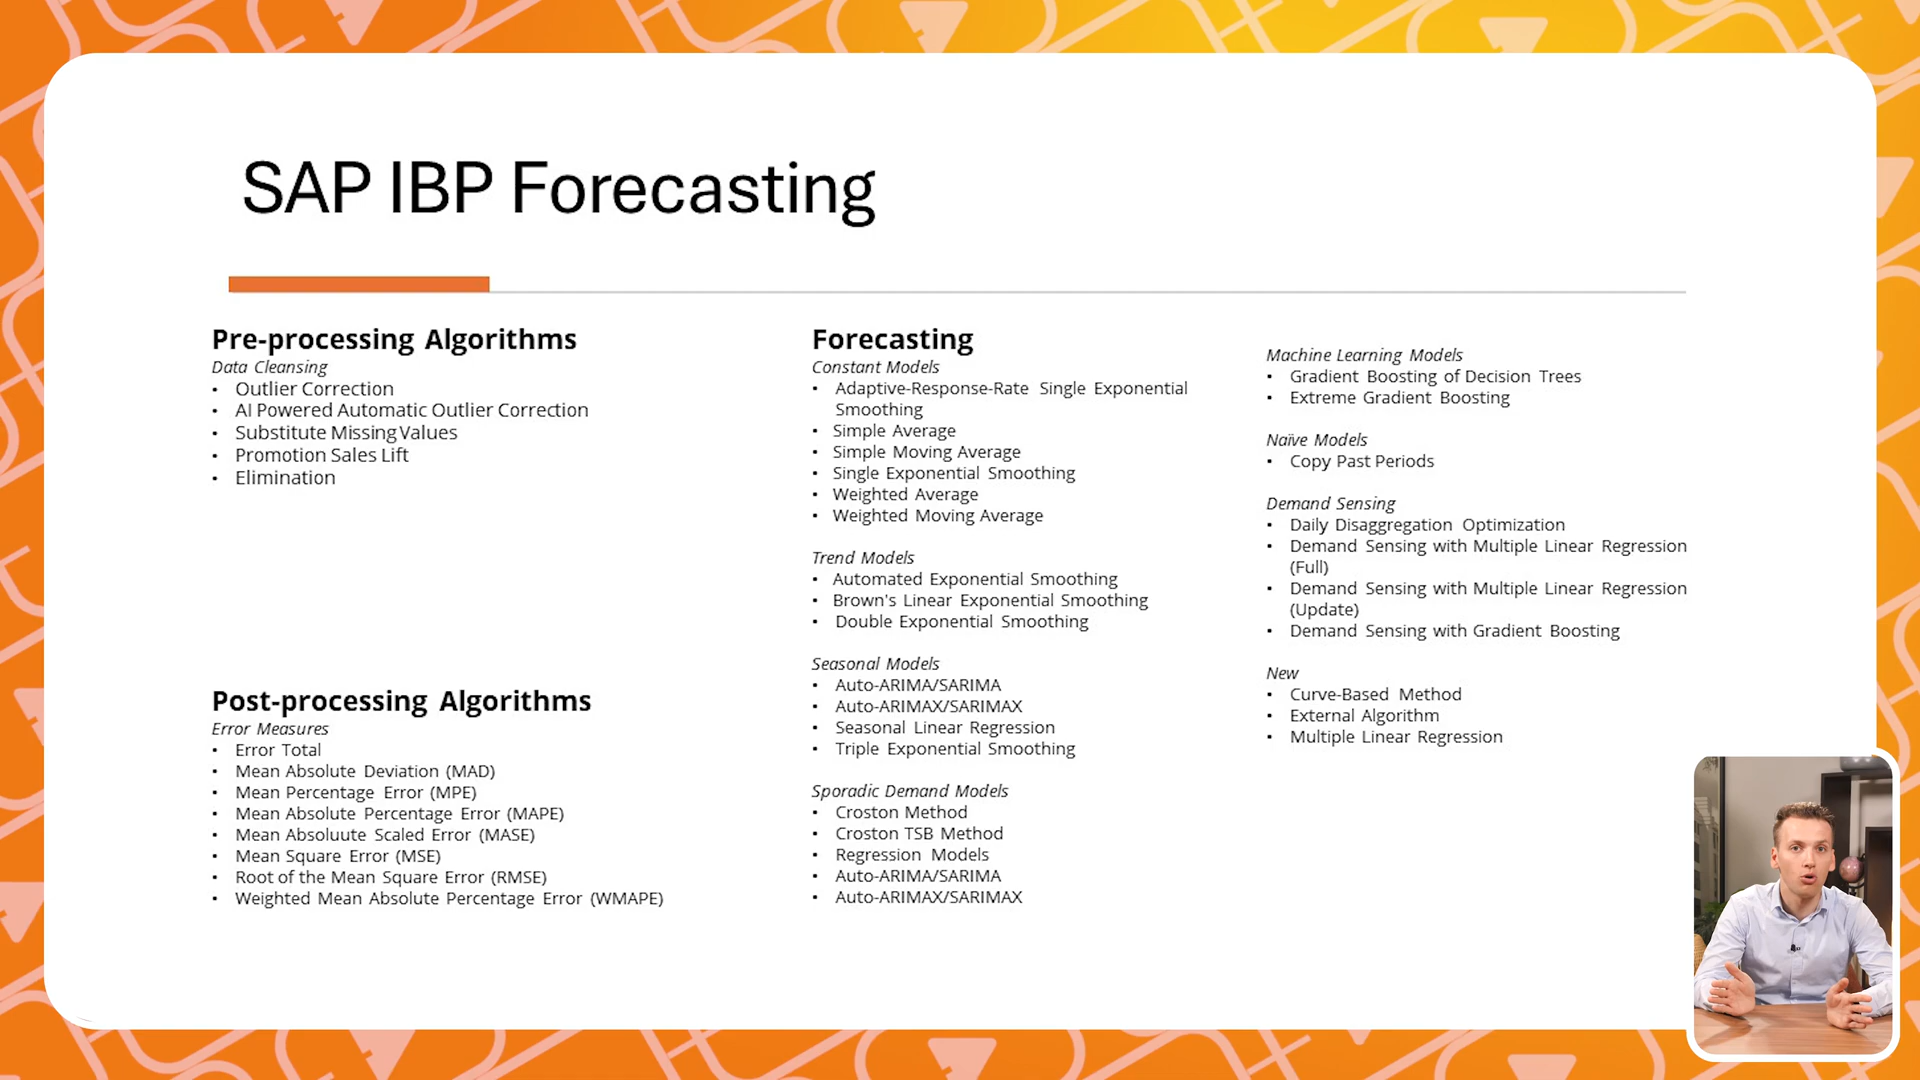 SAP IBP Forecasting
Pre-processing Algorithms
Data Cleansing
• Outlier Correction
• AI Powered Automatic Outlier Correction
• Substitute Missing Values
• Promotion Sales Lift
• Elimination
Post-processing Algorithms
Error Measures
• Error Total
• Mean Absolute Deviation (MAD)
• Mean Percentage Error (MPE)
• Mean Absolute Percentage Error (MAPE)
• Mean Absoluute Scaled Error (MASE)
• Mean Square Error (MSE)
• Root of the Mean Square Error (RMSE)
• Weighted Mean Absolute Percentage Error (WMAPE)
Forecasting
Constant Models
• Adaptive-Response-Rate Single Exponential
Smoothing
• Simple Average
• Simple Moving Average
• Single Exponential Smoothing
• Weighted Average
• Weighted Moving Average
Trend Models
• Automated Exponential Smoothing
• Brown's Linear Exponential Smoothing
• Double Exponential Smoothing
Seasonal Models
• Auto-ARIMA/SARIMA
• Auto-ARIMAX/SARIMAX
• Seasonal Linear Regression
• Triple Exponential Smoothing
Sporadic Demand Models
• Croston Method
• Croston TSB Method
• Regression Models
• Auto-ARIMA/SARIMA
• Auto-ARIMAX/SARIMAX
Machine Learning Models
• Gradient Boosting of Decision Trees
• Extreme Gradient Boosting
Naïve Models
• Copy Past Periods
Demand Sensing
• Daily Disaggregation Optimization
• Demand Sensing with Multiple Linear Regression
(Full)
• Demand Sensing with Multiple Linear Regression
(Update)
• Demand Sensing with Gradient Boosting
New
• Curve-Based Method
• External Algorithm
• Multiple Linear Regression